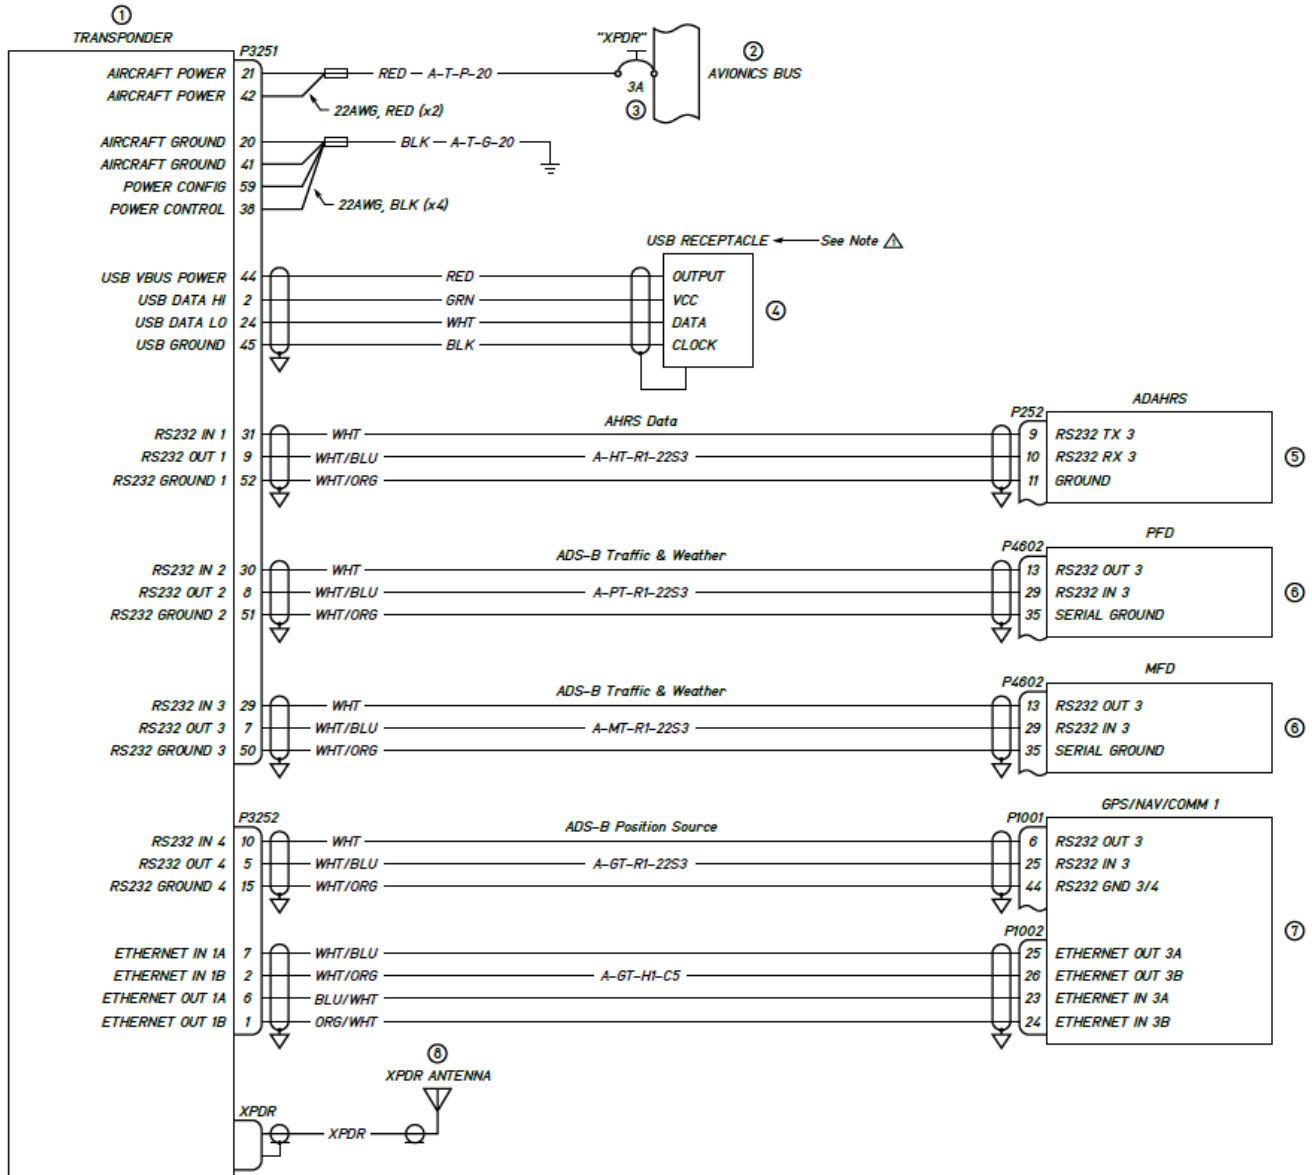 ①
TRANSPONDER
P3251
"XPDR"
②
AVIONICS BUS
AIRCRAFT POWER 21 RED A-T-P-20
3A
③
AIRCRAFT POWER 42
22AWG, RED (x2)
AIRCRAFT GROUND 20 BLK A-T-G-20
AIRCRAFT GROUND 41
POWER CONFIG 59
POWER CONTROL 38
22AWG, BLK (x4)
USB RECEPTACLE See Note 1
USB VBUS POWER 44 RED OUTPUT
USB DATA HI 2 GRN VCC
④
USB DATA LO 24 WHT DATA
USB GROUND 45 BLK CLOCK
ADAHRS
AHRS Data
P252
RS232 IN 1 31 WHT 9 RS232 TX 3
RS232 OUT 1 9 WHT/BLU A-HT-R1-22S3 10 RS232 RX 3
⑤
RS232 GROUND 1 52 WHT/ORG 11 GROUND
PFD
ADS-B Traffic & Weather
P4602
RS232 IN 2 30 WHT 13 RS232 OUT 3
RS232 OUT 2 8 WHT/BLU A-PT-R1-22S3 29 RS232 IN 3
⑥
RS232 GROUND 2 51 WHT/ORG 35 SERIAL GROUND
MFD
ADS-B Traffic & Weather
P4602
RS232 IN 3 29 WHT 13 RS232 OUT 3
RS232 OUT 3 7 WHT/BLU A-MT-R1-22S3 29 RS232 IN 3
⑥
RS232 GROUND 3 50 WHT/ORG 35 SERIAL GROUND
GPS/NAV/COMM 1
P3252
ADS-B Position Source
P1001
RS232 IN 4 10 WHT 6 RS232 OUT 3
RS232 OUT 4 5 WHT/BLU A-GT-R1-22S3 25 RS232 IN 3
RS232 GROUND 4 15 WHT/ORG 44 RS232 GND 3/4
⑦
P1002
ETHERNET IN 1A 7 WHT/BLU 25 ETHERNET OUT 3A
ETHERNET IN 1B 2 WHT/ORG A-GT-H1-C5 26 ETHERNET OUT 3B
ETHERNET OUT 1A 6 BLU/WHT 23 ETHERNET IN 3A
ETHERNET OUT 1B 1 ORG/WHT 24 ETHERNET IN 3B
⑧
XPDR ANTENNA
XPDR
XPDR